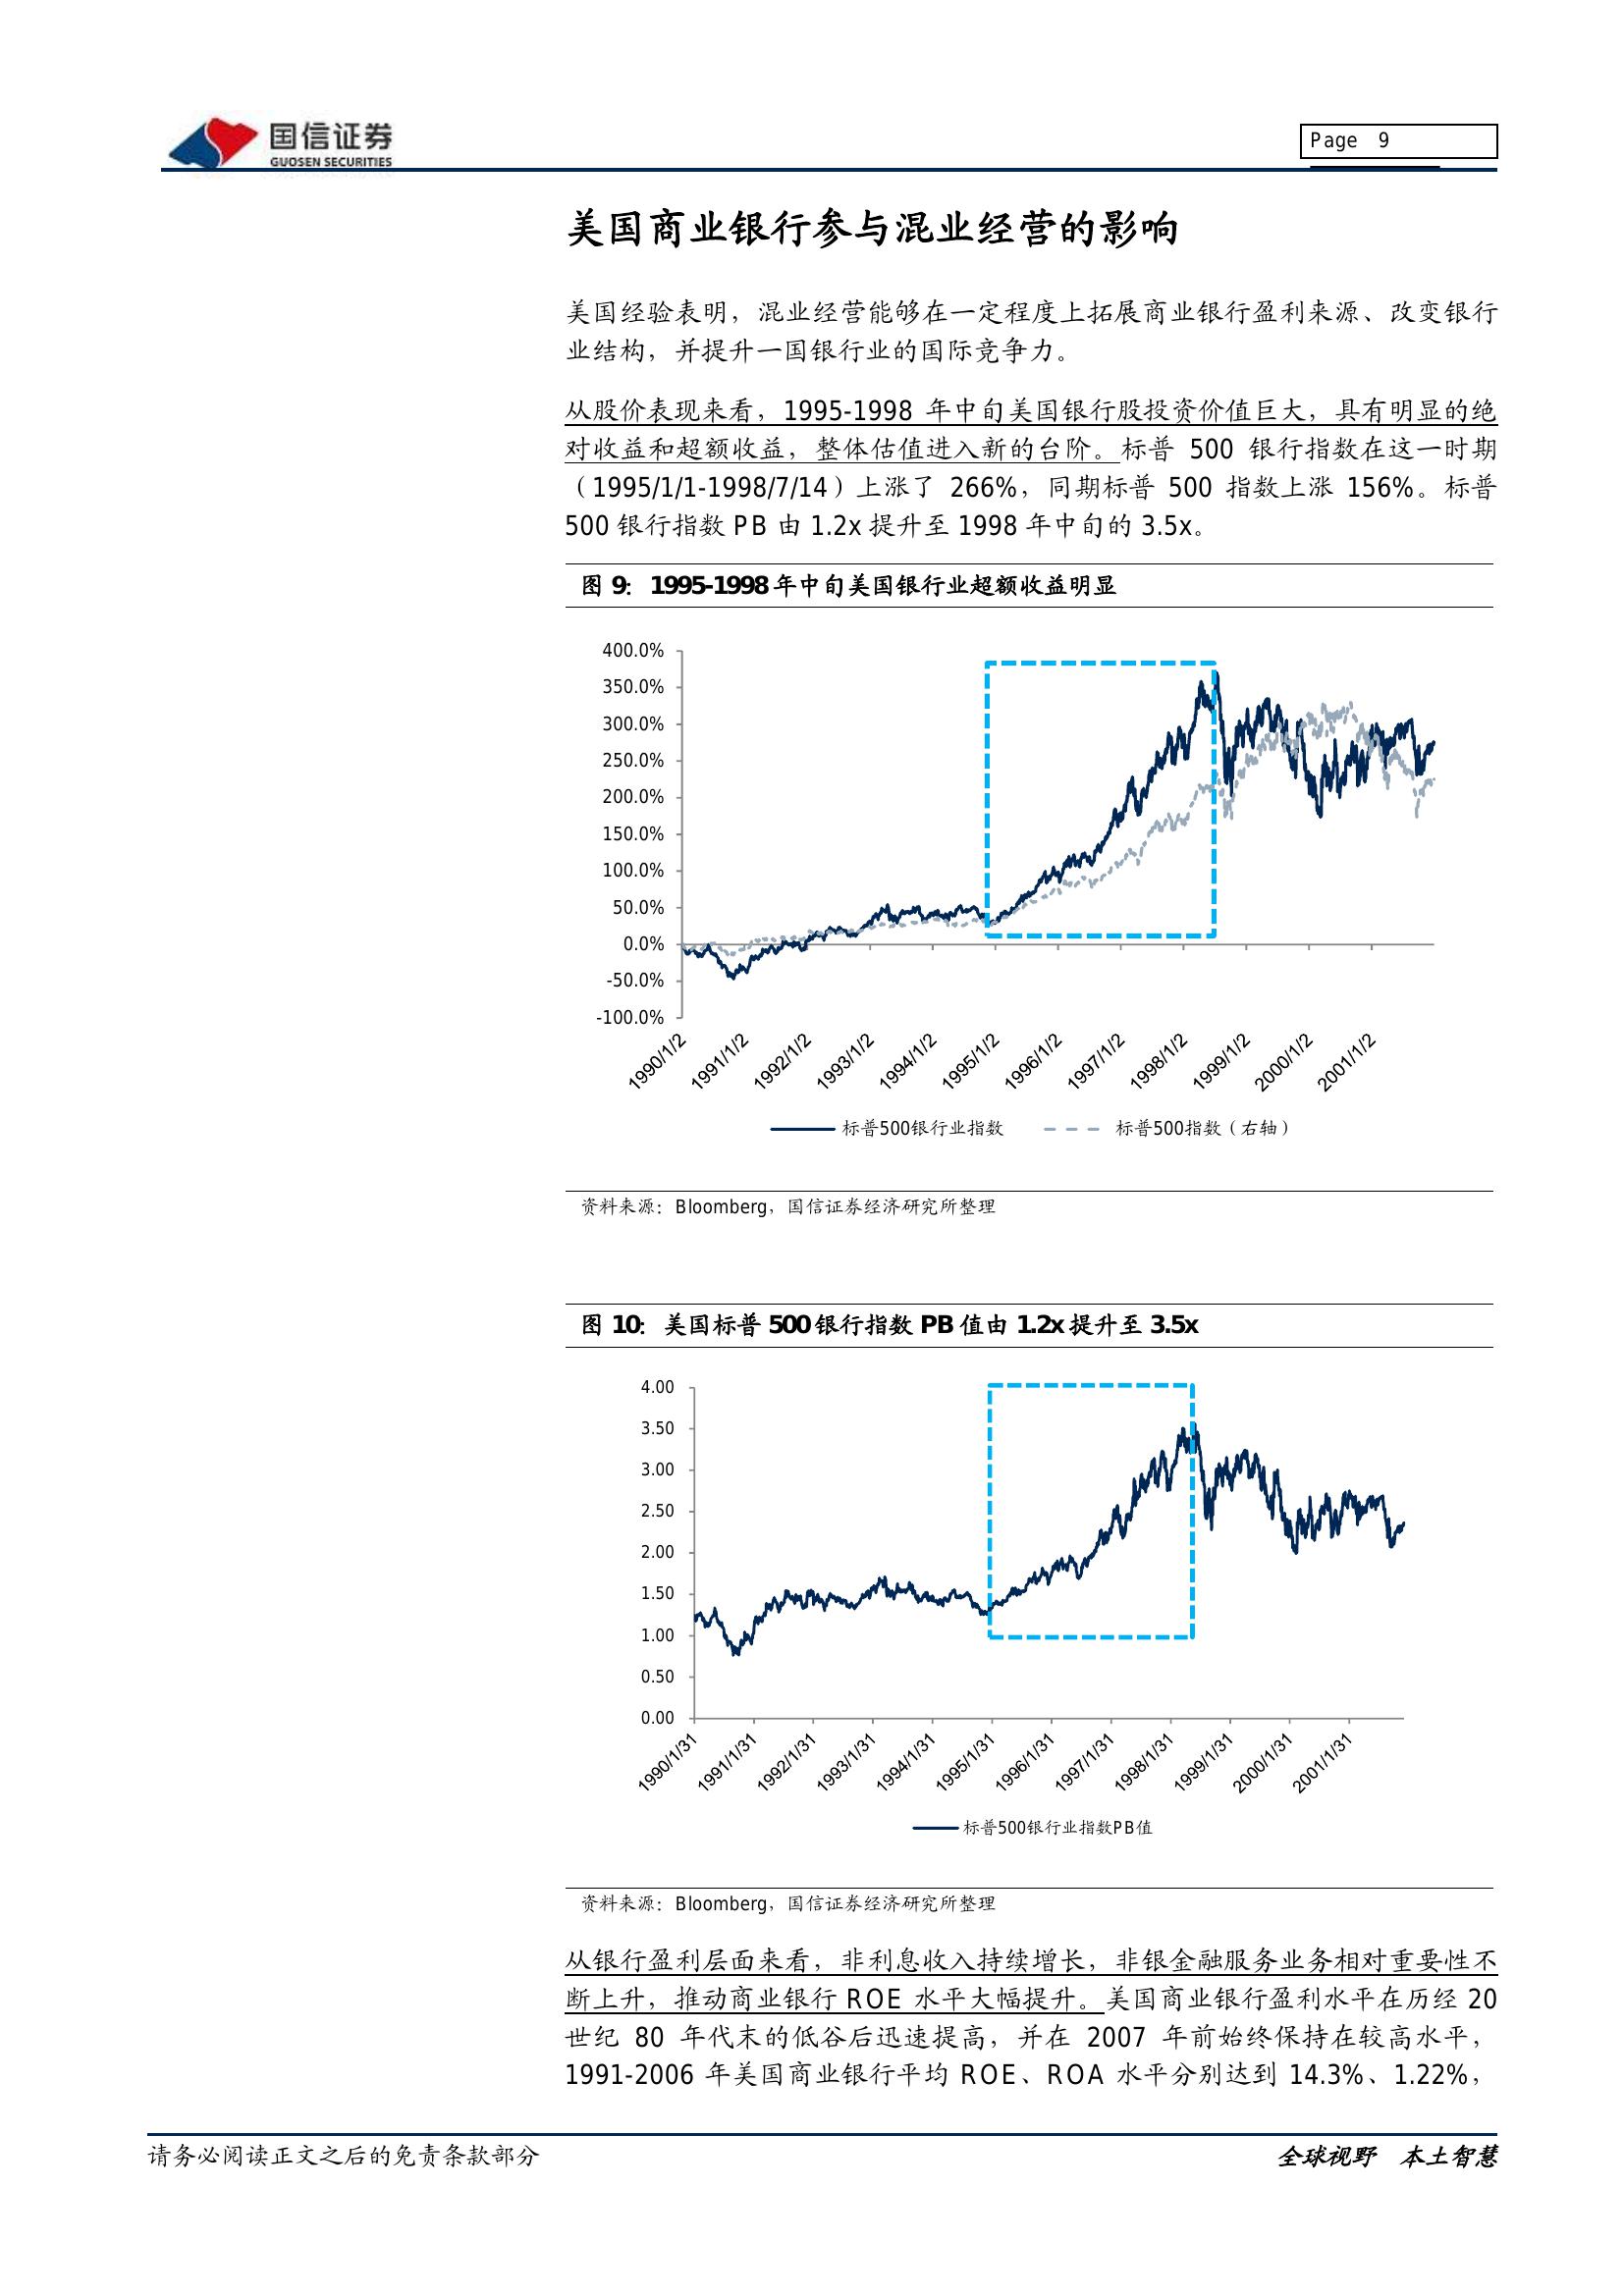 国信证券
GUOSEN SECURITIES
Page 9
美国商业银行参与混业经营的影响
美国经验表明，混业经营能够在一定程度上拓展商业银行盈利来源、改变银行
业结构，并提升一国银行业的国际竞争力。
从股价表现来看，1995-1998 年中旬美国银行股投资价值巨大，具有明显的绝
对收益和超额收益，整体估值进入新的台阶。标普 500 银行指数在这一时期
（1995/1/1-1998/7/14）上涨了 266%，同期标普 500 指数上涨 156%。标普
500 银行指数 PB 由 1.2x 提升至 1998 年中旬的 3.5x。
图 9: 1995-1998 年中旬美国银行业超额收益明显
400.0%
350.0%
300.0%
250.0%
200.0%
150.0%
100.0%
50.0%
0.0%
-50.0%
-100.0%
1990/1/2 1991/1/2 1992/1/2 1993/1/2 1994/1/2 1995/1/2 1996/1/2 1997/1/2 1998/1/2 1999/1/2 2000/1/2 2001/1/2
标普500银行业指数 标普500指数（右轴）
资料来源：Bloomberg，国信证券经济研究所整理
图 10: 美国标普 500 银行指数 PB 值由 1.2x 提升至 3.5x
4.00
3.50
3.00
2.50
2.00
1.50
1.00
0.50
0.00
1990/1/31 1991/1/31 1992/1/31 1993/1/31 1994/1/31 1995/1/31 1996/1/31 1997/1/31 1998/1/31 1999/1/31 2000/1/31 2001/1/31
标普500银行业指数PB值
资料来源：Bloomberg，国信证券经济研究所整理
从银行盈利层面来看，非利息收入持续增长，非银金融服务业务相对重要性不
断上升，推动商业银行 ROE 水平大幅提升。美国商业银行盈利水平在历经 20
世纪 80 年代末的低谷后迅速提高，并在 2007 年前始终保持在较高水平，
1991-2006 年美国商业银行平均 ROE、ROA 水平分别达到 14.3%、1.22%，
请务必阅读正文之后的免责条款部分
全球视野 本土智慧